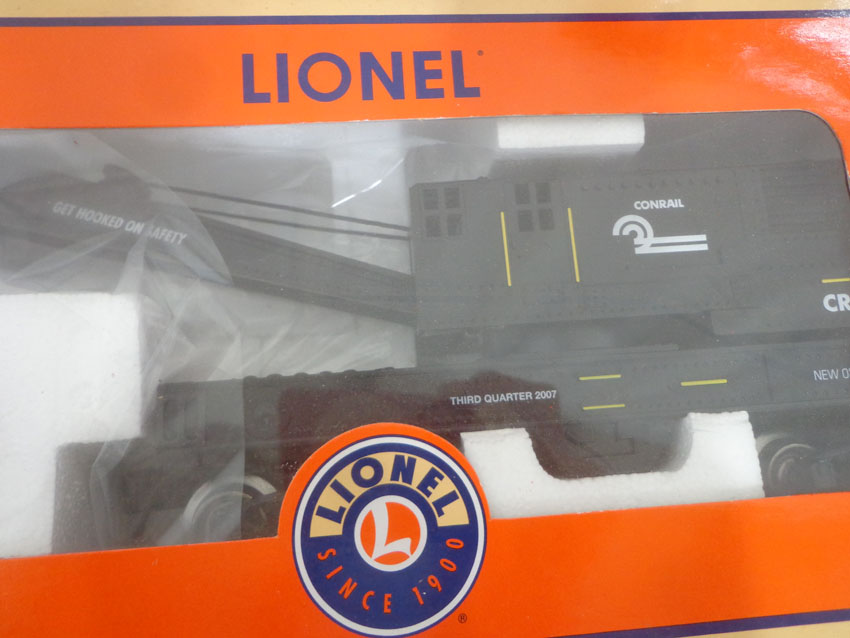 LIONEL
GET HOOKED ON SAFETY
CONRAIL
CR
THIRD QUARTER 2007
NEW
LIONEL
L
SINCE 1900
®